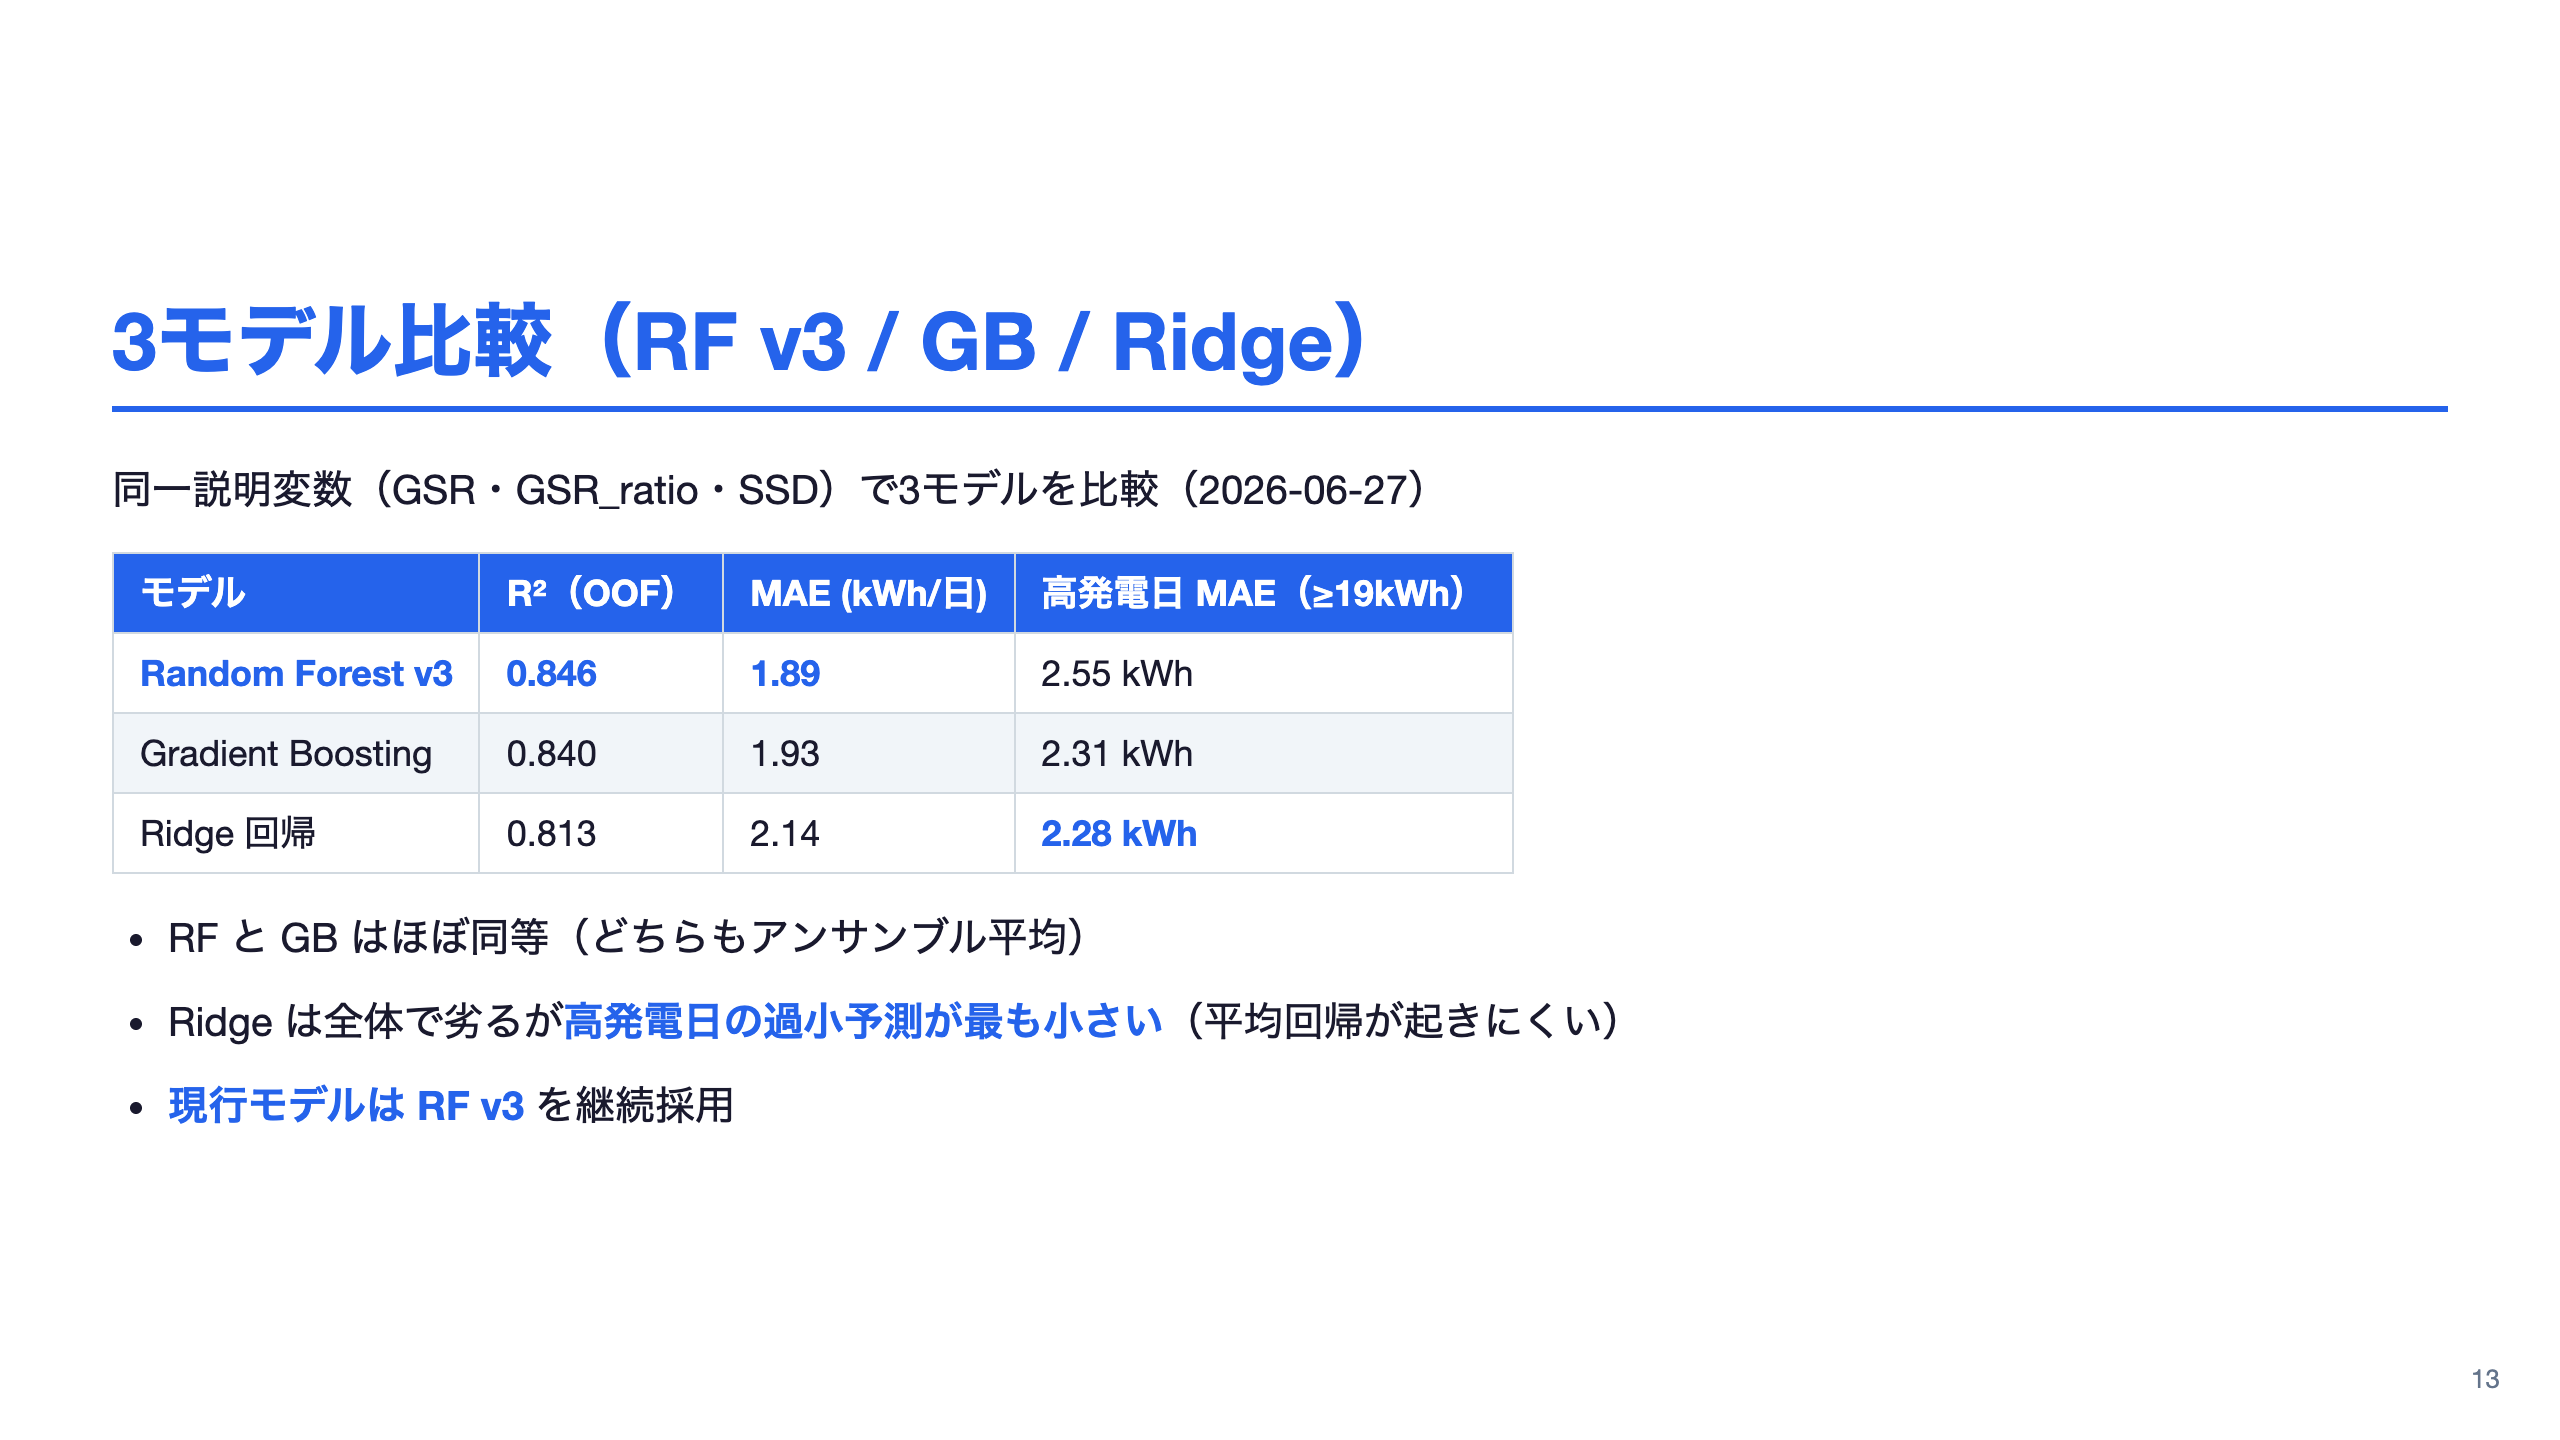 3モデル比較（RF v3 / GB / Ridge）
同一説明変数（GSR・GSR_ratio・SSD）で3モデルを比較（2026-06-27）
モデル R²（OOF） MAE (kWh/日) 高発電日 MAE（≥19kWh）
Random Forest v3 0.846 1.89 2.55 kWh
Gradient Boosting 0.840 1.93 2.31 kWh
Ridge 回帰 0.813 2.14 2.28 kWh
• RF と GB はほぼ同等（どちらもアンサンブル平均）
• Ridge は全体で劣るが高発電日の過小予測が最も小さい（平均回帰が起きにくい）
• 現行モデルは RF v3 を継続採用
13